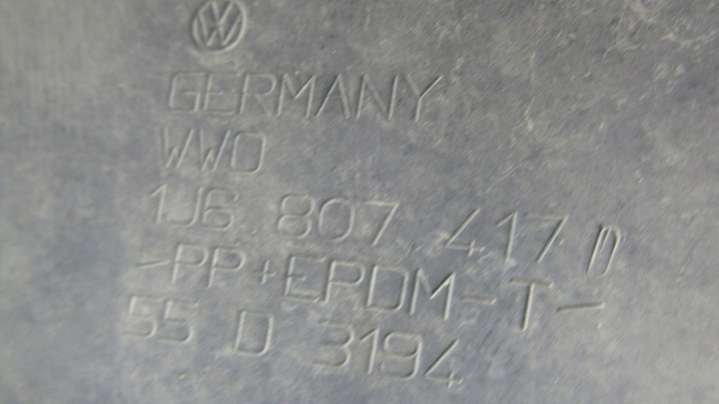 VW
GERMANY
WWO
1J6.807.417 D
>PP+EPDM-T<
55 D 3194